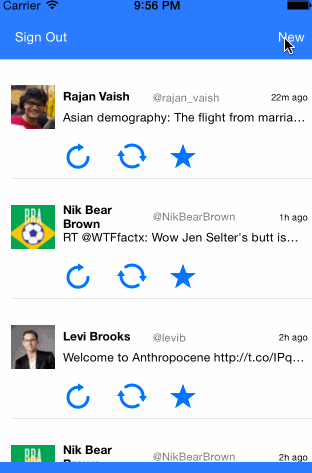 Carrier 9:56 PM
Sign Out New
Rajan Vaish @rajan_vaish 22m ago
Asian demography: The flight from marria...
Nik Bear @NikBearBrown 1h ago
Brown
RT @WTFfactx: Wow Jen Selter's butt is...
Levi Brooks @levib 2h ago
Welcome to Anthropocene http://t.co/IPq...
Nik Bear @NikBearBrown 2h ago